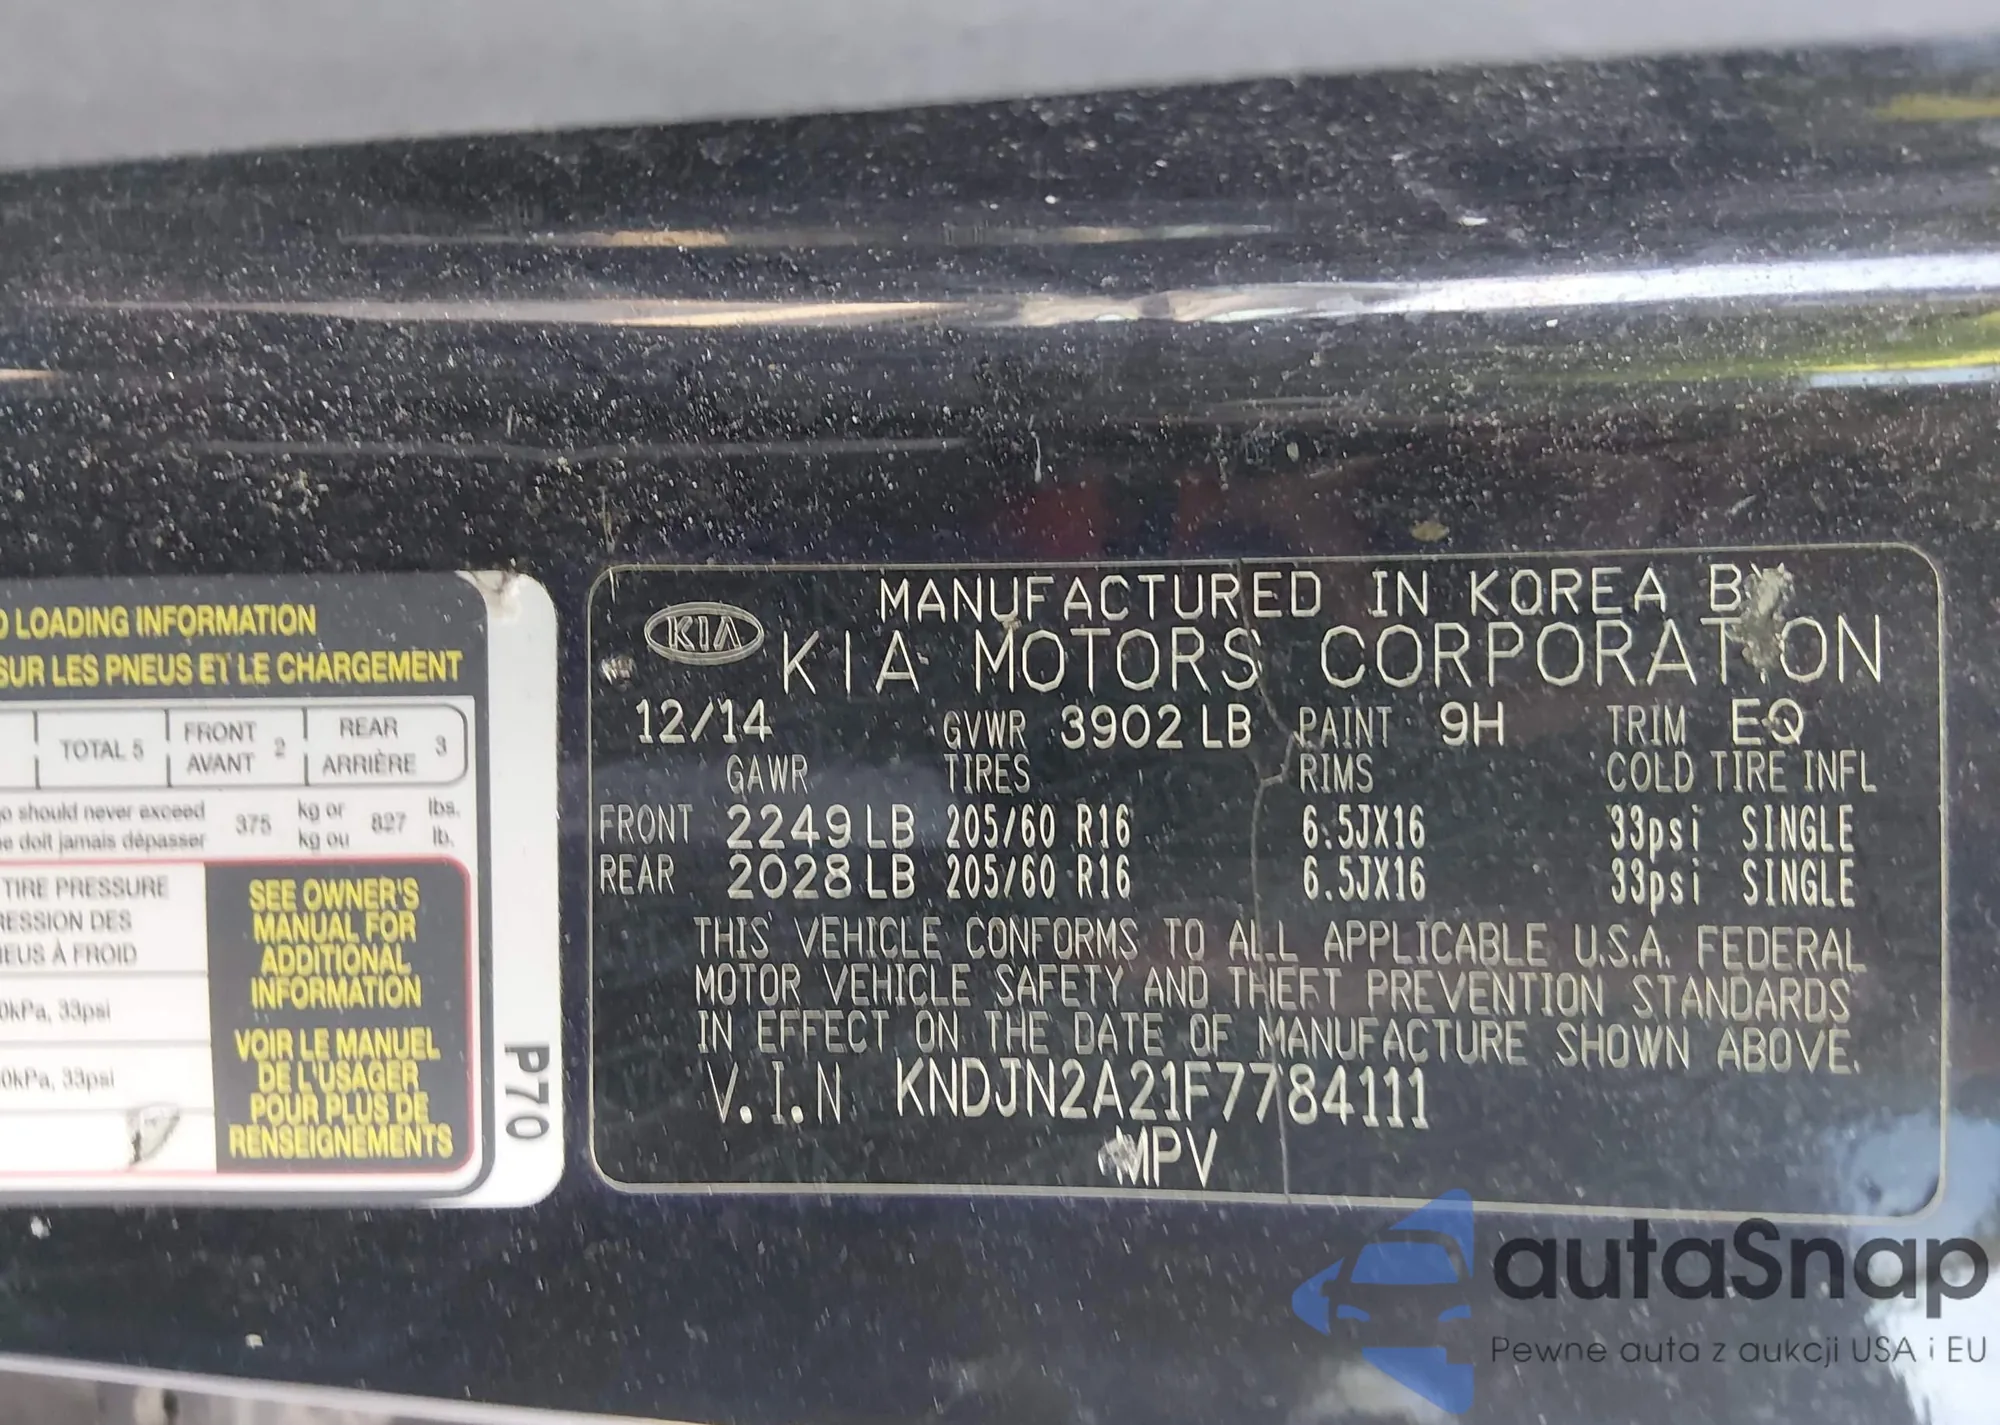 D LOADING INFORMATION
SUR LES PNEUS ET LE CHARGEMENT
TOTAL 5 FRONT AVANT 2 REAR ARRIÈRE 3
should never exceed
doit jamais dépasser
375 kg or kg ou 827 lbs. lb.
TIRE PRESSURE
RESSION DES
NEUS À FROID
0kPa, 33psi
0kPa, 33psi
SEE OWNER'S
MANUAL FOR
ADDITIONAL
INFORMATION
VOIR LE MANUEL
DE L'USAGER
POUR PLUS DE
RENSEIGNEMENTS
P70
MANUFACTURED IN KOREA BY
KIA KIA MOTORS CORPORATION
12/14 GVWR 3902 LB PAINT 9H TRIM EQ
GAWR TIRES RIMS COLD TIRE INFL
FRONT 2249 LB 205/60 R16 6.5JX16 33psi SINGLE
REAR 2028 LB 205/60 R16 6.5JX16 33psi SINGLE
THIS VEHICLE CONFORMS TO ALL APPLICABLE U.S.A. FEDERAL
MOTOR VEHICLE SAFETY AND THEFT PREVENTION STANDARDS
IN EFFECT ON THE DATE OF MANUFACTURE SHOWN ABOVE.
V.I.N KNDJN2A21F7784111
MPV
autaSnap
Pewne auta z aukcji USA i EU